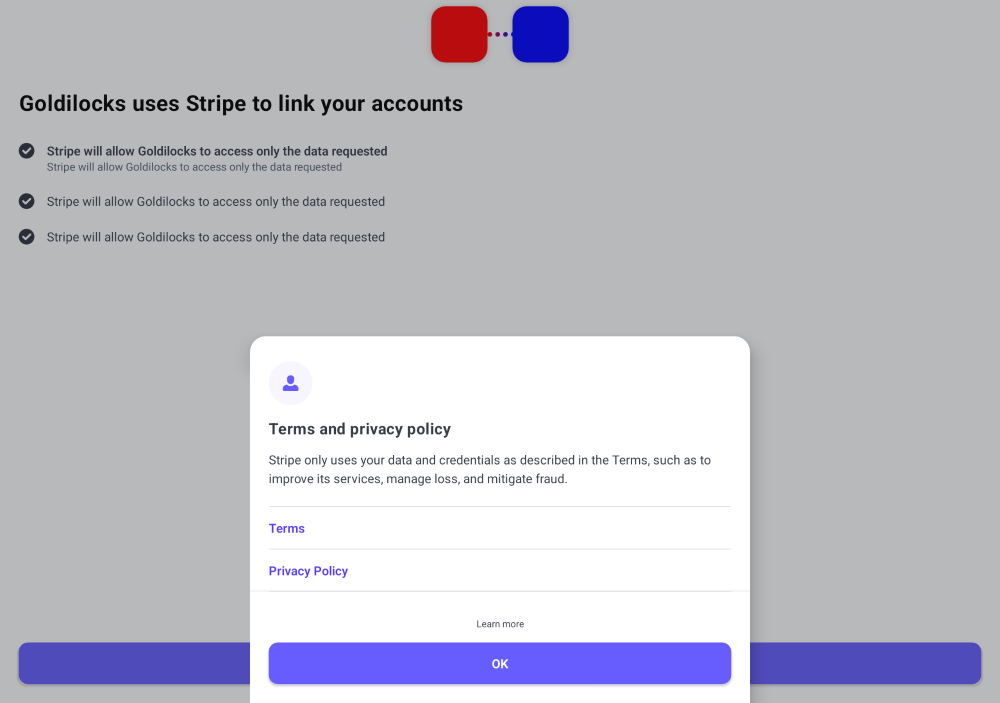 Goldilocks uses Stripe to link your accounts
Stripe will allow Goldilocks to access only the data requested
Stripe will allow Goldilocks to access only the data requested
Stripe will allow Goldilocks to access only the data requested
Stripe will allow Goldilocks to access only the data requested
Terms and privacy policy
Stripe only uses your data and credentials as described in the Terms, such as to
improve its services, manage loss, and mitigate fraud.
Terms
Privacy Policy
Learn more
OK